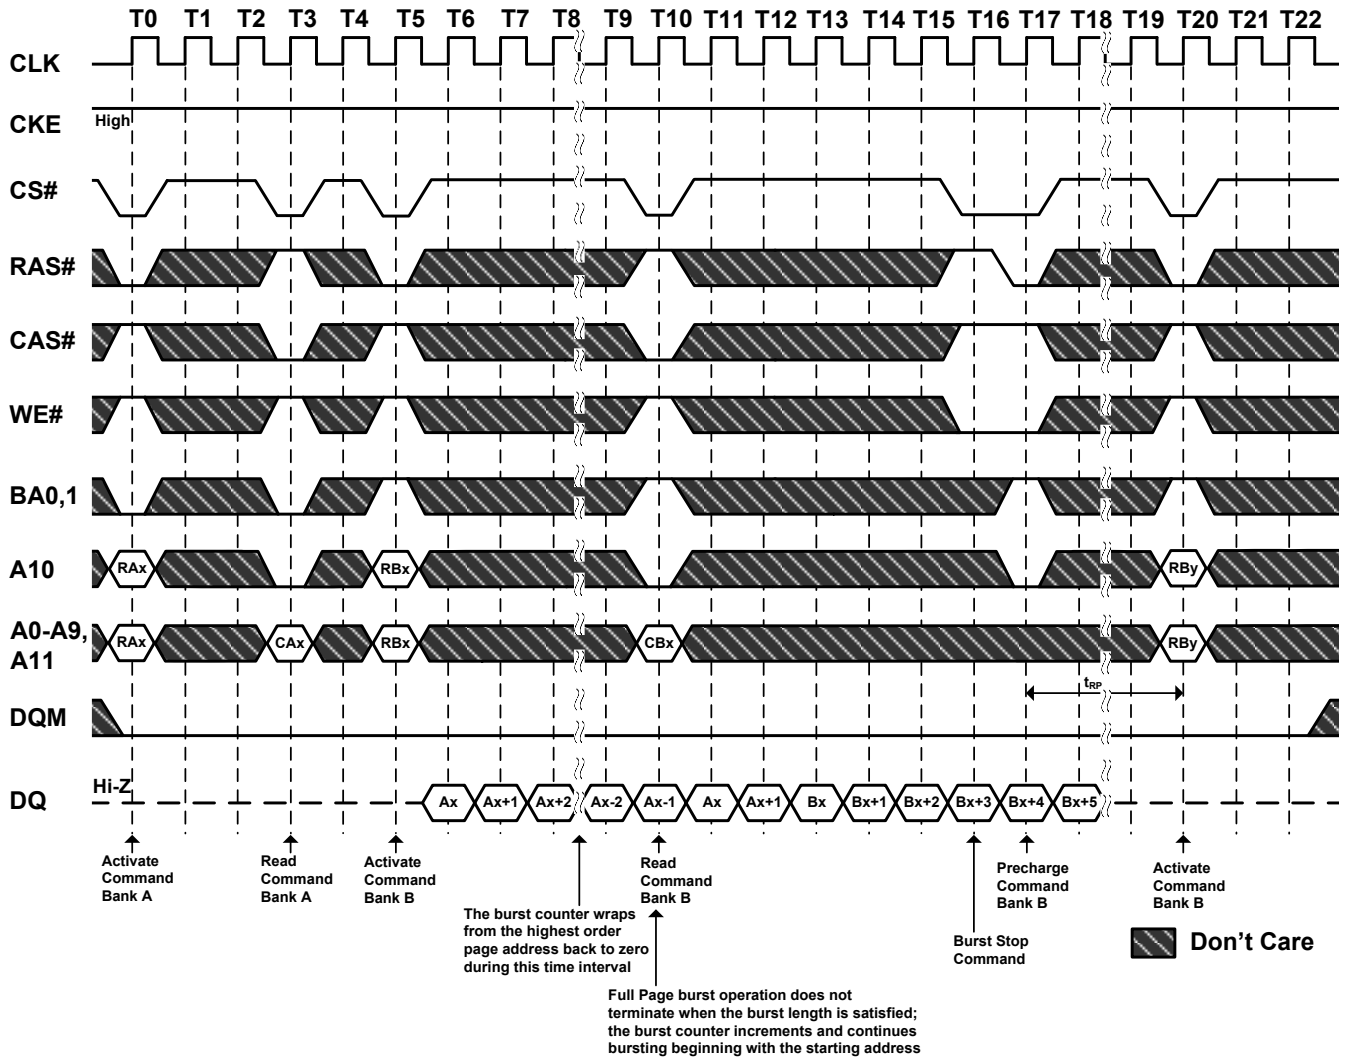 T0 T1 T2 T3 T4 T5 T6 T7 T8 T9 T10 T11 T12 T13 T14 T15 T16 T17 T18 T19 T20 T21 T22
CLK
CKE High
CS#
RAS#
CAS#
WE#
BA0,1
A10 RAx RBx RBy
A0-A9,
A11
RAx CAx RBx CBx RBy
tRP
DQM
Hi-Z
DQ Ax Ax+1 Ax+2 Ax-2 Ax-1 Ax Ax+1 Bx Bx+1 Bx+2 Bx+3 Bx+4 Bx+5
Activate
Command
Bank A
Read
Command
Bank A
Activate
Command
Bank B
The burst counter wraps
from the highest order
page address back to zero
during this time interval
Read
Command
Bank B
Full Page burst operation does not
terminate when the burst length is satisfied;
the burst counter increments and continues
bursting beginning with the starting address
Burst Stop
Command
Precharge
Command
Bank B
Activate
Command
Bank B
Don't Care